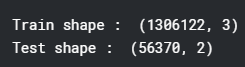 Train shape :  (1306122, 3)
Test shape :  (56370, 2)